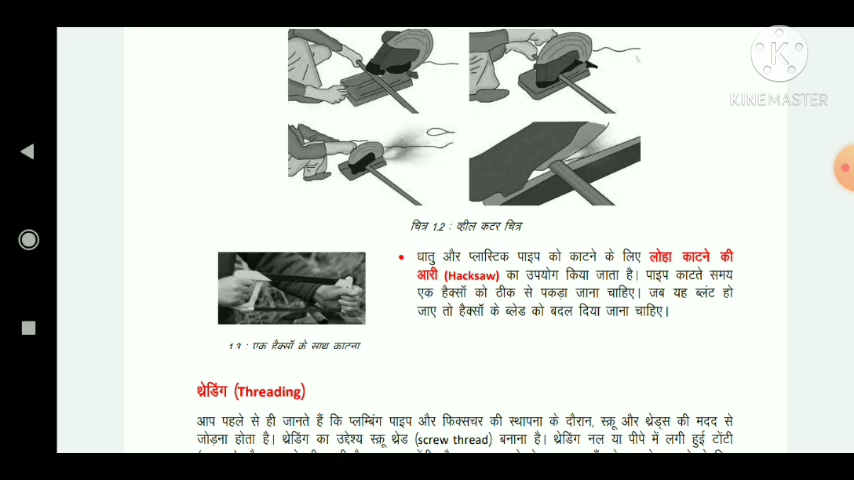 KINEMASTER
चित्र 1.2 : व्हील कटर चित्र
• धातु और प्लास्टिक पाइप को काटने के लिए लोहा काटने की
आरी (Hacksaw) का उपयोग किया जाता है। पाइप काटते समय
एक हैक्सॉ को ठीक से पकड़ा जाना चाहिए। जब यह ब्लंट हो
जाए तो हैक्सॉ के ब्लेड को बदल दिया जाना चाहिए।
1.3 : एक हैक्सॉ के साथ काटना
थ्रेडिंग (Threading)
आप पहले से ही जानते हैं कि प्लम्बिंग पाइप और फिक्सचर की स्थापना के दौरान, स्क्रू और थ्रेड्स की मदद से
जोड़ना होता है। थ्रेडिंग का उद्देश्य स्क्रू थ्रेड (screw thread) बनाना है। थ्रेडिंग नल या पीपे में लगी हुई टोंटी